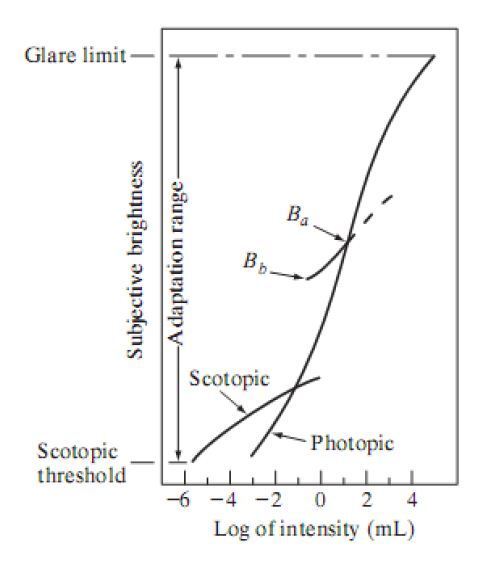 Glare limit
Subjective brightness
Adaptation range
B_a
B_b
Scotopic
Photopic
Scotopic
threshold
−6 −4 −2 0 2 4
Log of intensity (mL)